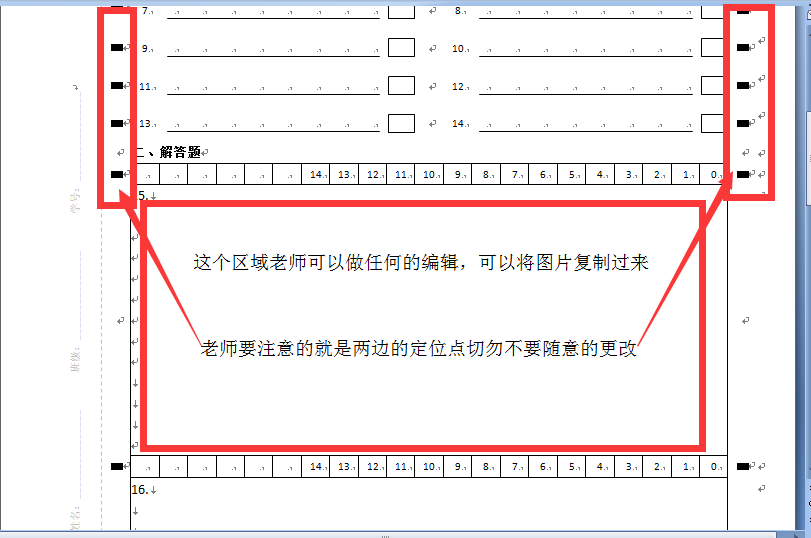 7. 8.
9. 10.
11. 12.
13. 14.
二、解答题
14. 13. 12. 11. 10. 9. 8. 7. 6. 5. 4. 3. 2. 1. 0.
5.
这个区域老师可以做任何的编辑，可以将图片复制过来
老师要注意的就是两边的定位点切勿不要随意的更改
14. 13. 12. 11. 10. 9. 8. 7. 6. 5. 4. 3. 2. 1. 0.
16.
学号：
班级：
姓名：